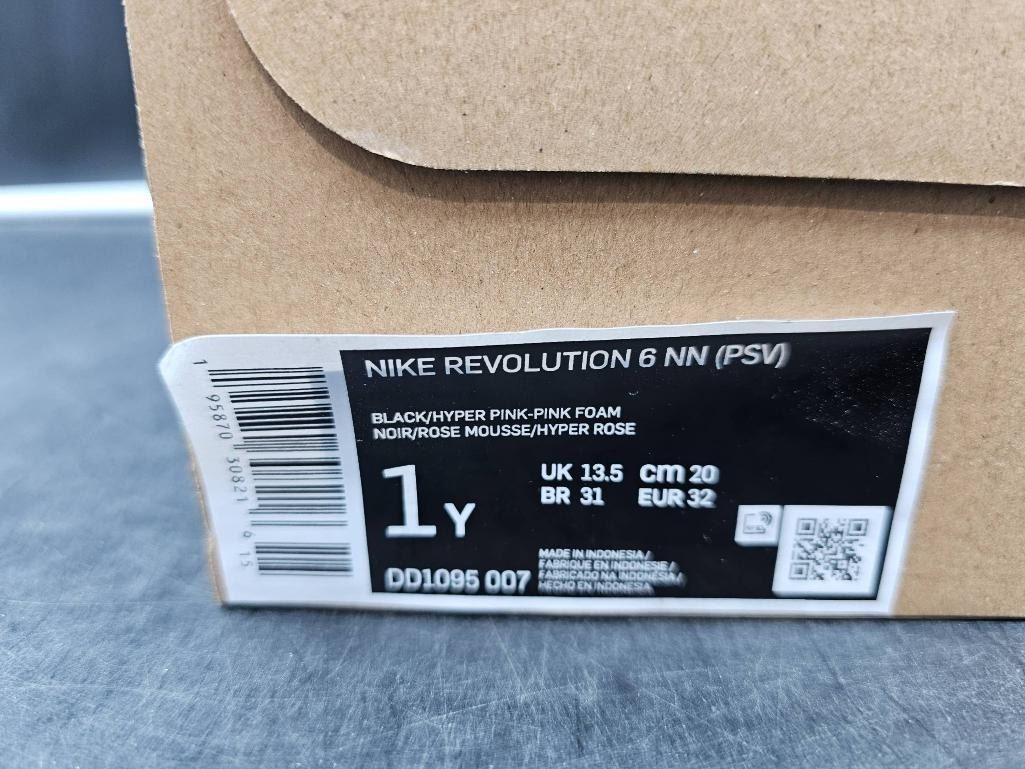 NIKE REVOLUTION 6 NN (PSV)
BLACK/HYPER PINK-PINK FOAM
NOIR/ROSE MOUSSE/HYPER ROSE
1Y
UK 13.5 cm 20
BR 31 EUR 32
DD1095 007
MADE IN INDONESIA /
FABRIQUE EN INDONESIE /
FABRICADO NA INDONESIA /
HECHO EN INDONESIA
1 95870 30821 6 15